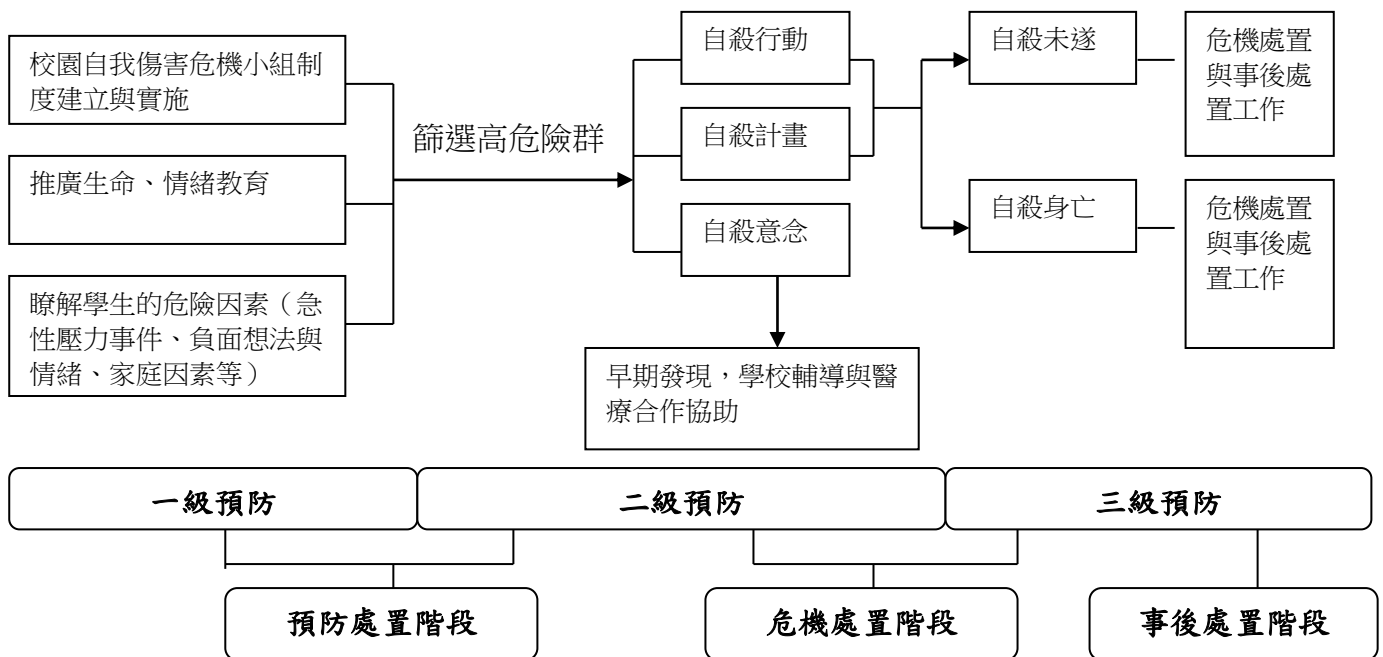 校園自我傷害危機小組制
度建立與實施
推廣生命、情緒教育
瞭解學生的危險因素（急
性壓力事件、負面想法與
情緒、家庭因素等）
篩選高危險群
自殺行動
自殺計畫
自殺意念
早期發現，學校輔導與醫
療合作協助
自殺未遂
自殺身亡
危機處置
與事後處
置工作
危機處置
與事後處
置工作
一級預防
二級預防
三級預防
預防處置階段
危機處置階段
事後處置階段